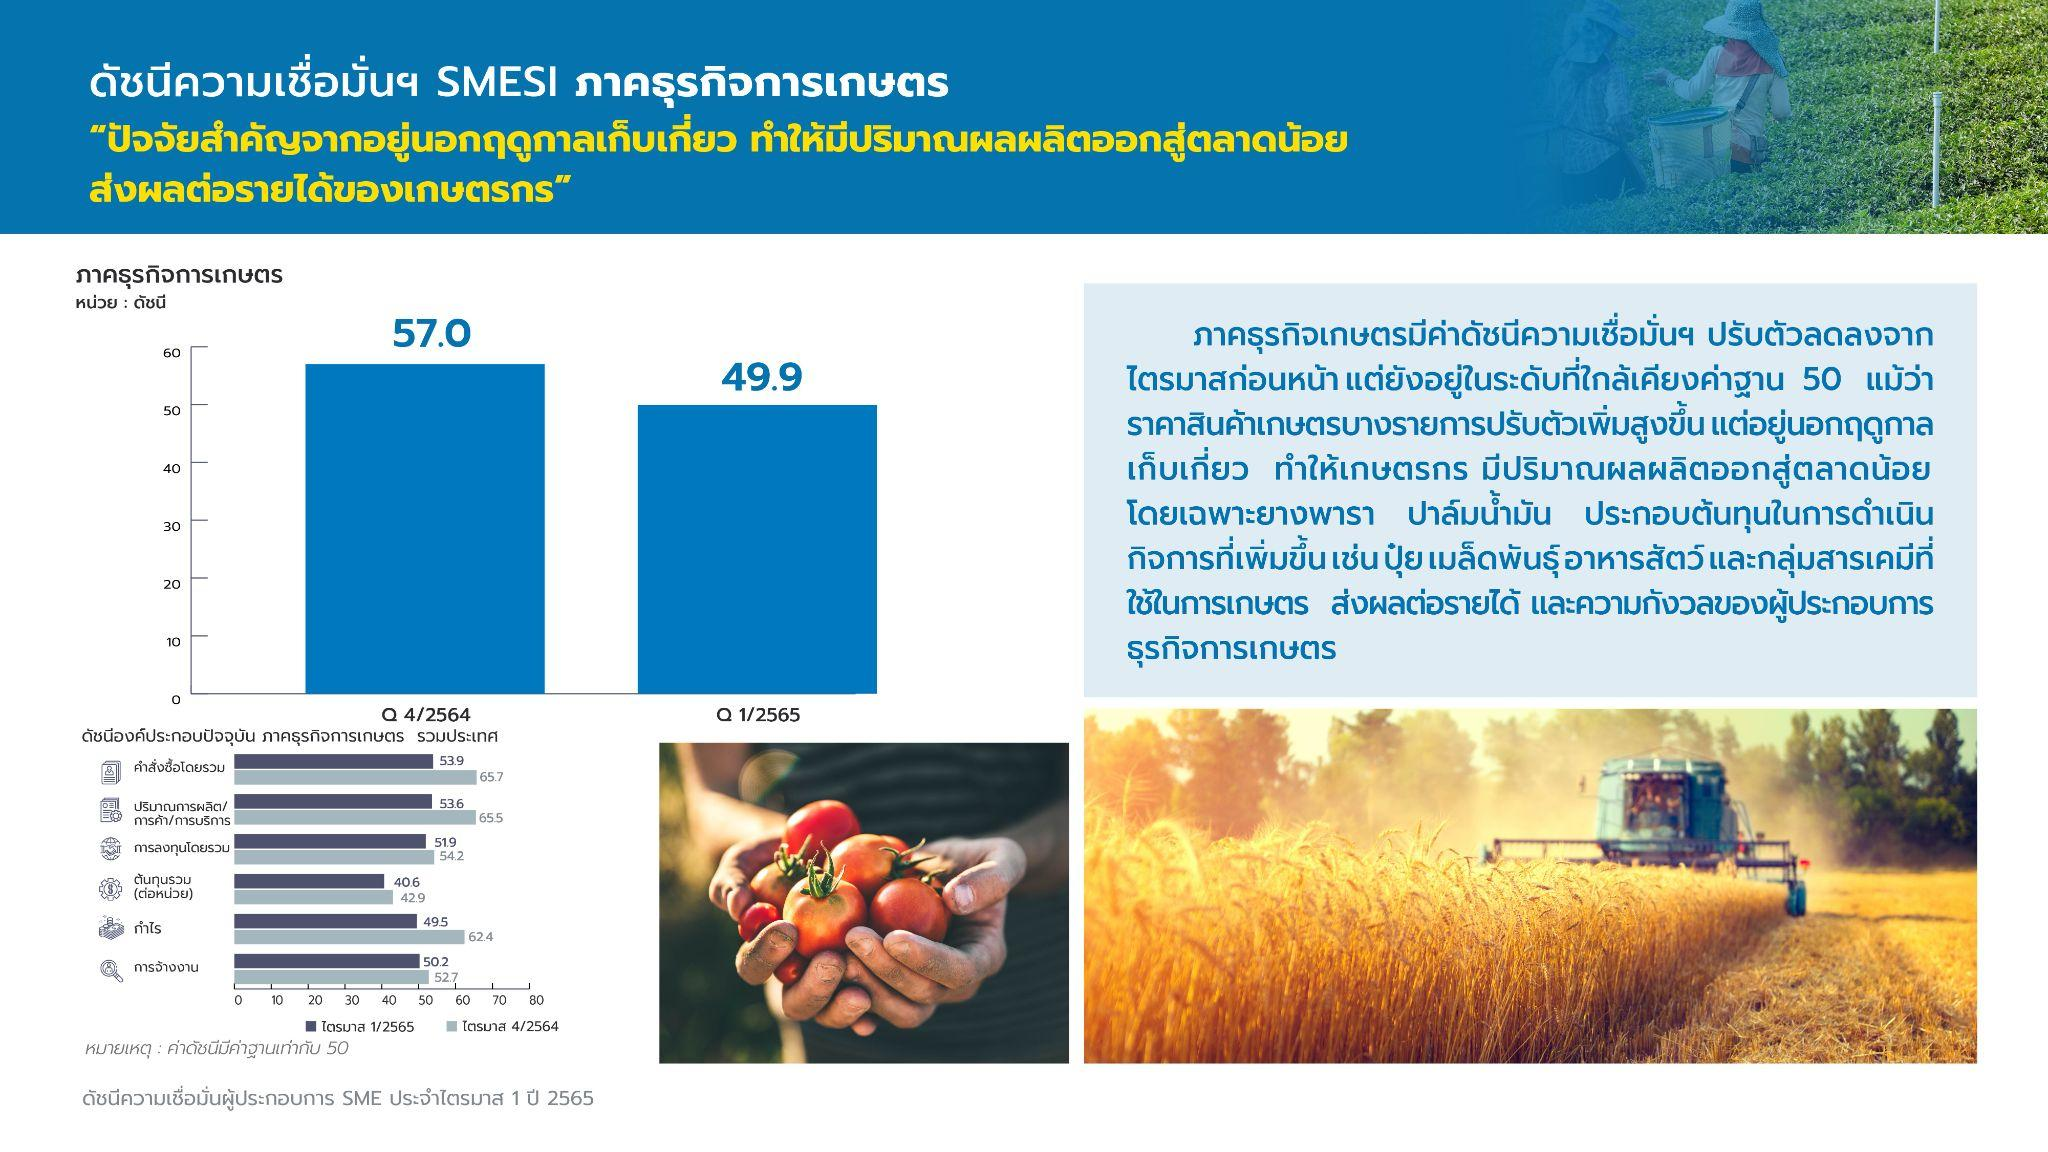 ดัชนีความเชื่อมั่นฯ SMESI ภาคธุรกิจการเกษตร
“ปัจจัยสำคัญจากอยู่นอกฤดูกาลเก็บเกี่ยว ทำให้มีปริมาณผลผลิตออกสู่ตลาดน้อย
ส่งผลต่อรายได้ของเกษตรกร”
ภาคธุรกิจการเกษตร
หน่วย : ดัชนี
57.0
49.9
60
50
40
30
20
10
0
Q 4/2564
Q 1/2565
ภาคธุรกิจเกษตรมีค่าดัชนีความเชื่อมั่นฯ ปรับตัวลดลงจาก
ไตรมาสก่อนหน้า แต่ยังอยู่ในระดับที่ใกล้เคียงค่าฐาน 50 แม้ว่า
ราคาสินค้าเกษตรบางรายการปรับตัวเพิ่มสูงขึ้น แต่อยู่นอกฤดูกาล
เก็บเกี่ยว ทำให้เกษตรกร มีปริมาณผลผลิตออกสู่ตลาดน้อย
โดยเฉพาะยางพารา ปาล์มน้ำมัน ประกอบต้นทุนในการดำเนิน
กิจการที่เพิ่มขึ้น เช่น ปุ๋ย เมล็ดพันธุ์ อาหารสัตว์ และกลุ่มสารเคมีที่
ใช้ในการเกษตร ส่งผลต่อรายได้ และความกังวลของผู้ประกอบการ
ธุรกิจการเกษตร
ดัชนีองค์ประกอบปัจจุบัน ภาคธุรกิจการเกษตร รวมประเทศ
คำสั่งซื้อโดยรวม
53.9
65.7
ปริมาณการผลิต/
การค้า/การบริการ
53.6
65.5
การลงทุนโดยรวม
51.9
54.2
ต้นทุนรวม
(ต่อหน่วย)
40.6
42.9
กำไร
49.5
62.4
การจ้างงาน
50.2
52.7
0 10 20 30 40 50 60 70 80
ไตรมาส 1/2565 ไตรมาส 4/2564
หมายเหตุ : ค่าดัชนีมีค่าฐานเท่ากับ 50
ดัชนีความเชื่อมั่นผู้ประกอบการ SME ประจำไตรมาส 1 ปี 2565